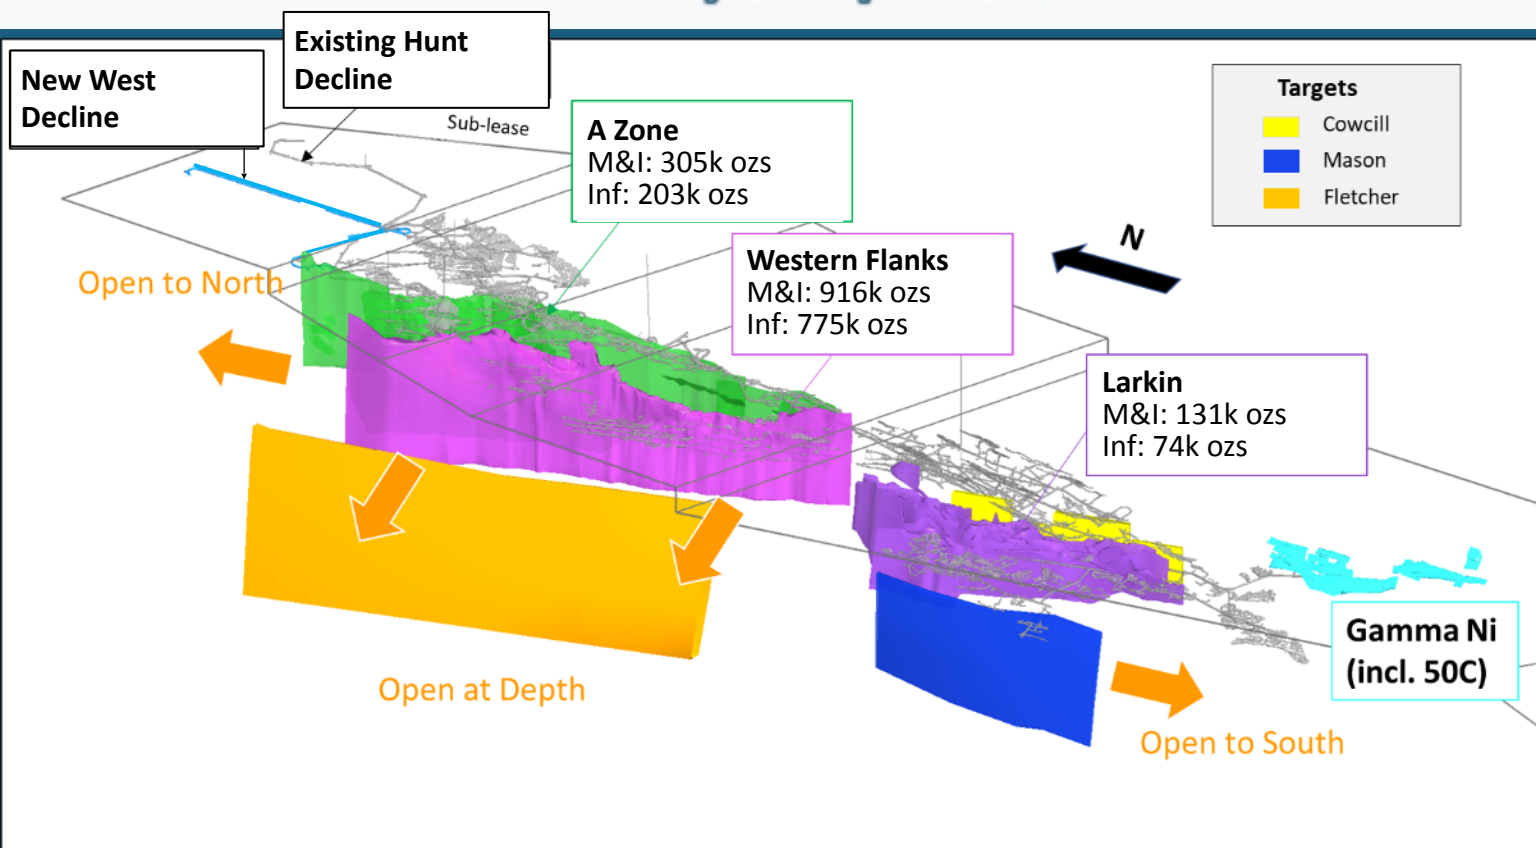 Existing Hunt
Decline
New West
Decline
Sub-lease
A Zone
M&I: 305k ozs
Inf: 203k ozs
Targets
Cowcill
Mason
Fletcher
N
Western Flanks
M&I: 916k ozs
Inf: 775k ozs
Open to North
Larkin
M&I: 131k ozs
Inf: 74k ozs
Gamma Ni
(incl. 50C)
Open at Depth
Open to South